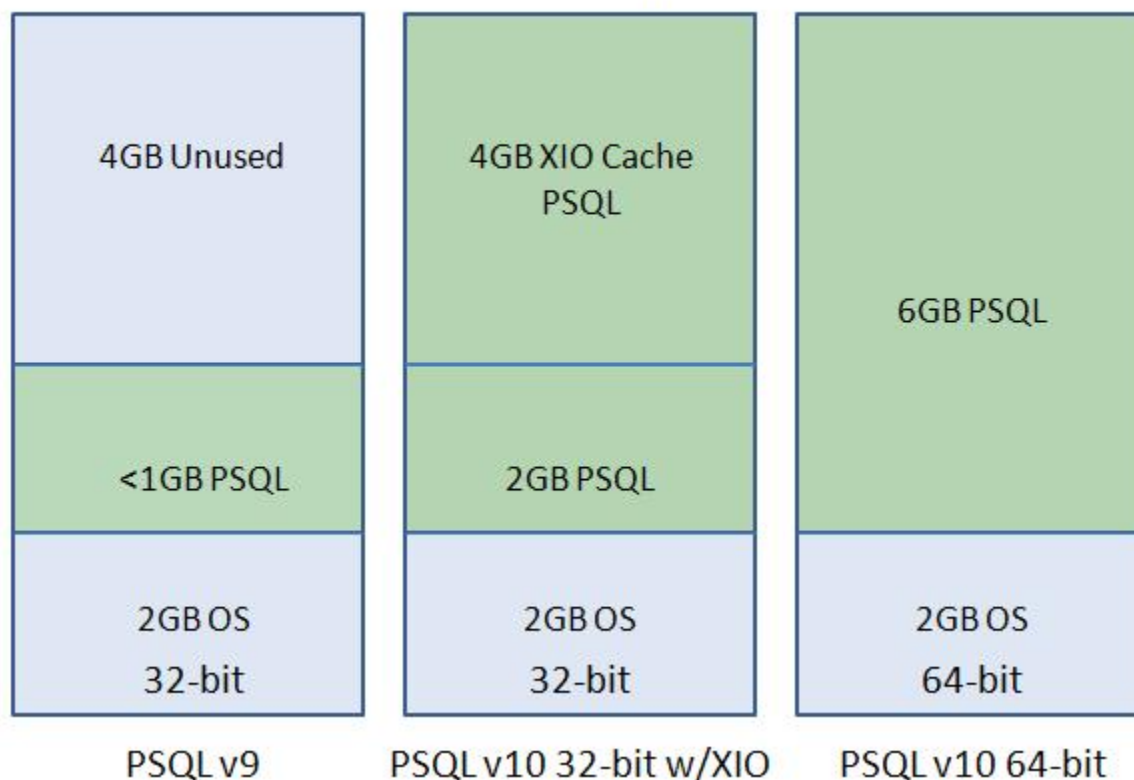 4GB Unused
<1GB PSQL
2GB OS
32-bit
PSQL v9
4GB XIO Cache
PSQL
2GB PSQL
2GB OS
32-bit
PSQL v10 32-bit w/XIO
6GB PSQL
2GB OS
64-bit
PSQL v10 64-bit